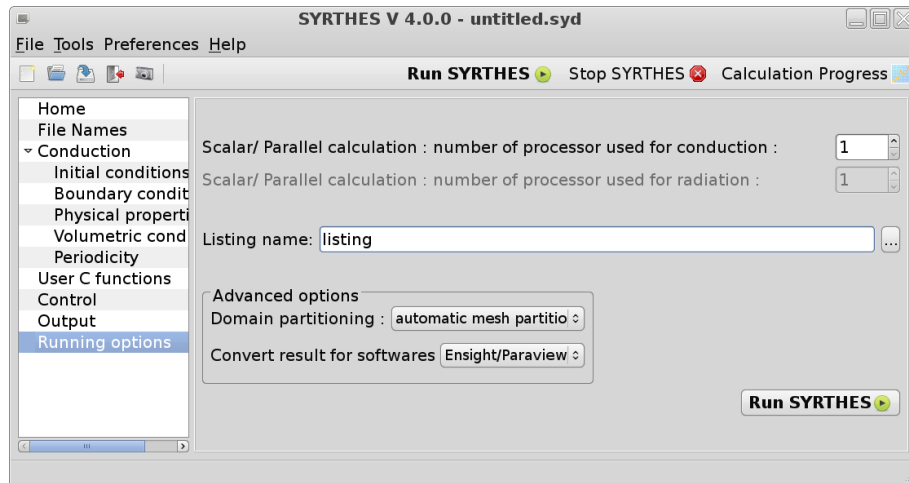 SYRTHES V 4.0.0 - untitled.syd
File Tools Preferences Help
Run SYRTHES Stop SYRTHES Calculation Progress
Home
File Names
Conduction
Initial conditions
Boundary condit
Physical properti
Volumetric cond
Periodicity
User C functions
Control
Output
Running options
Scalar/ Parallel calculation : number of processor used for conduction : 1
Scalar/ Parallel calculation : number of processor used for radiation : 1
Listing name: listing ...
Advanced options
Domain partitioning : automatic mesh partitio
Convert result for softwares Ensight/Paraview
Run SYRTHES